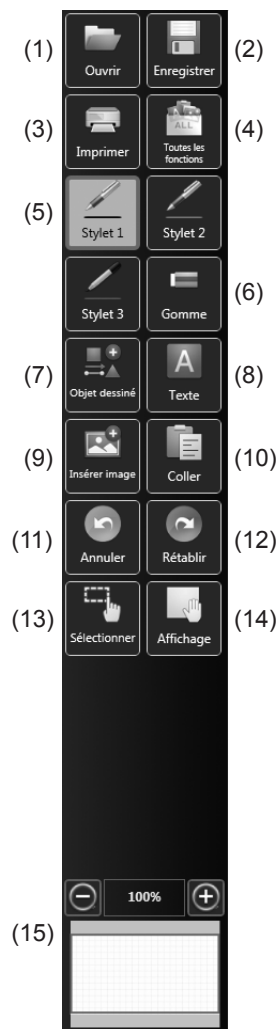 (1) Ouvrir Enregistrer (2)
(3) Imprimer Toutes les fonctions (4)
ALL
(5) Stylet 1 Stylet 2
Stylet 3 Gomme (6)
(7) Objet dessiné A Texte (8)
(9) Insérer image Coller (10)
(11) Annuler Rétablir (12)
(13) Sélectionner Affichage (14)
100%
(15)